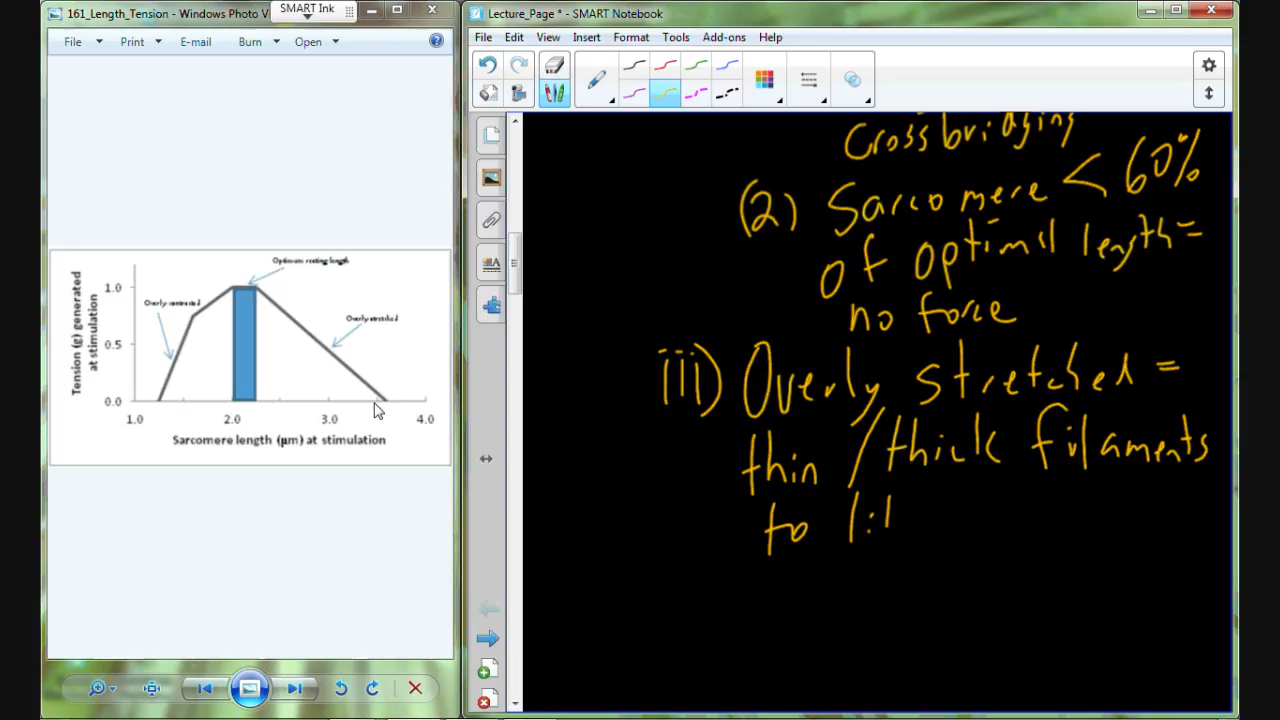 161_Length_Tension - Windows Photo V
SMART Ink
File Print E-mail Burn Open
Optimum resting length
Overly contracted
Overly stretched
Tension (g) generated
at stimulation
1.0
0.5
0.0
1.0 2.0 3.0 4.0
Sarcomere length (μm) at stimulation
Lecture_Page * - SMART Notebook
File Edit View Insert Format Tools Add-ons Help
Crossbridging
(2) Sarcomere < 60%
of optimal length =
no force
iii) Overly stretched =
thin / thick filaments
to 1:1